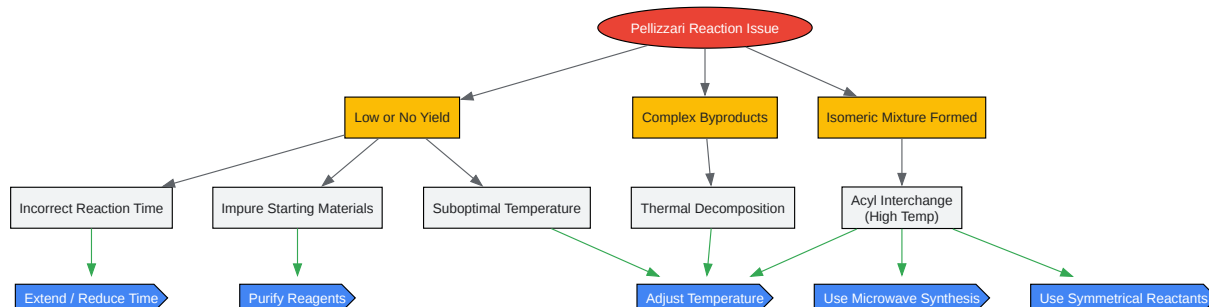 Pellizzari Reaction Issue
Low or No Yield
Complex Byproducts
Isomeric Mixture Formed
Incorrect Reaction Time
Impure Starting Materials
Suboptimal Temperature
Thermal Decomposition
Acyl Interchange
(High Temp)
Extend / Reduce Time
Purify Reagents
Adjust Temperature
Use Microwave Synthesis
Use Symmetrical Reactants